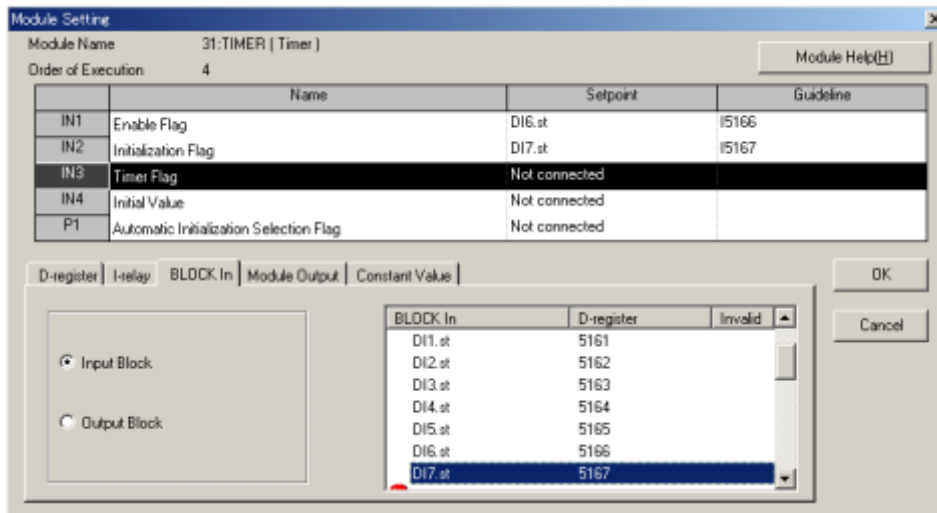 Module Setting
Module Name 31:TIMER ( Timer )
Module Help(H)
Order of Execution 4
Name Setpoint Guideline
IN1 Enable Flag DI6.st I5166
IN2 Initialization Flag DI7.st I5167
IN3 Timer Flag Not connected
IN4 Initial Value Not connected
P1 Automatic Initialization Selection Flag Not connected
D-register I-relay BLOCK In Module Output Constant Value
OK
BLOCK In D-register Invalid
Cancel
DI1.st 5161
DI2.st 5162
Input Block
DI3.st 5163
DI4.st 5164
Output Block
DI5.st 5165
DI6.st 5166
DI7.st 5167